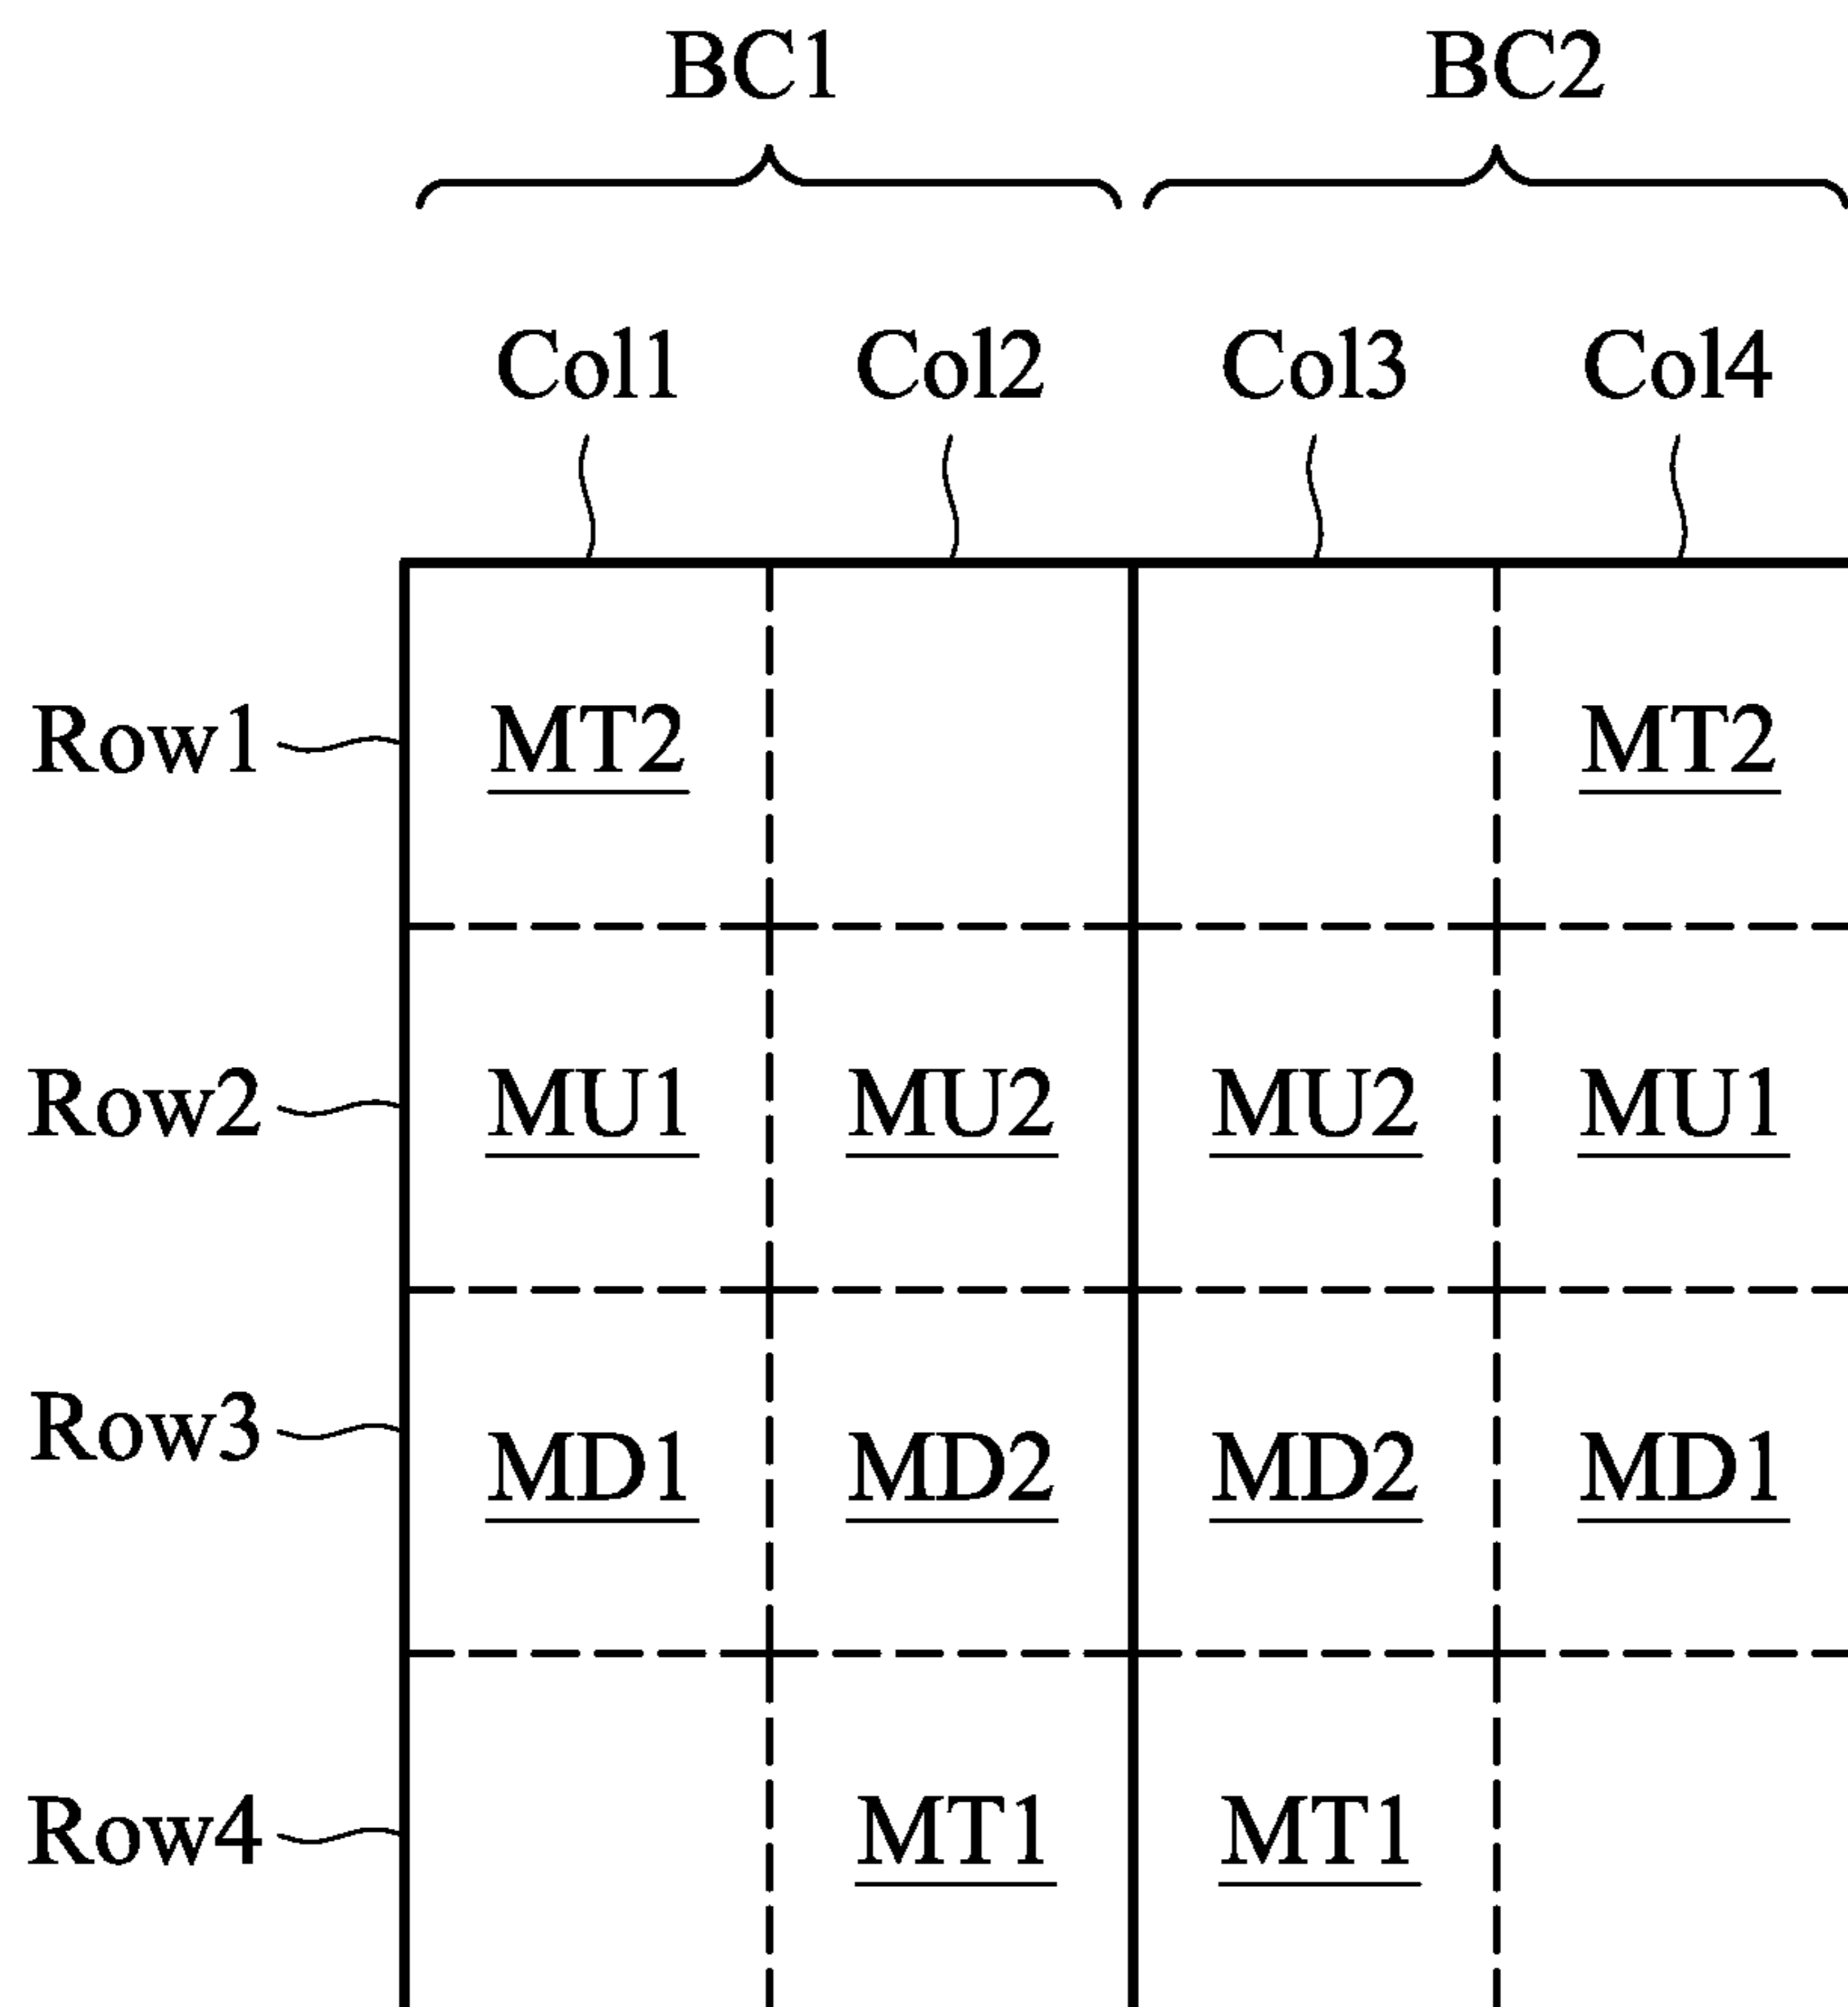 BC1 BC2
Col1 Col2 Col3 Col4
Row1 MT2 MT2
Row2 MU1 MU2 MU2 MU1
Row3 MD1 MD2 MD2 MD1
Row4 MT1 MT1